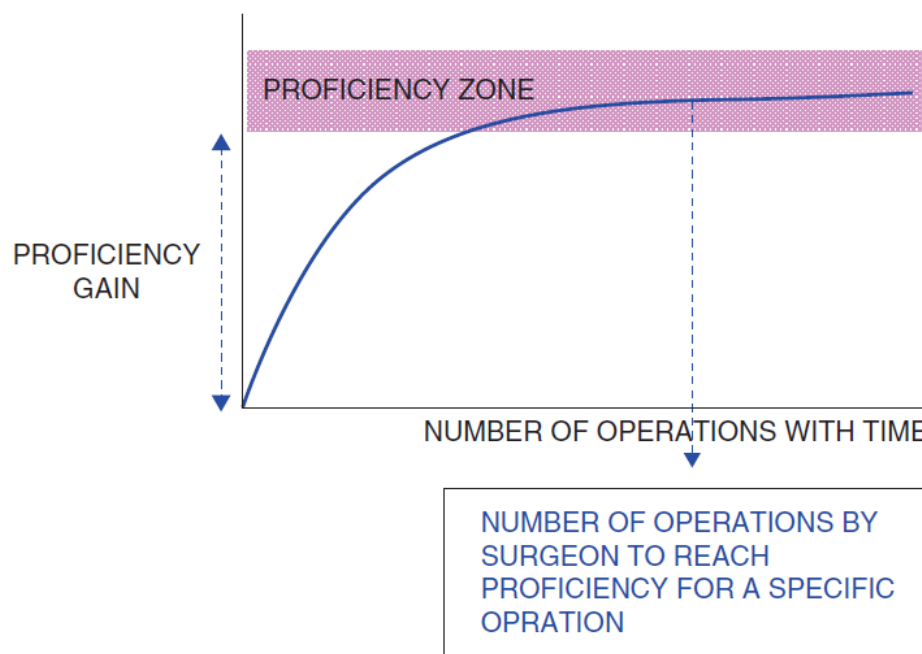 PROFICIENCY ZONE
PROFICIENCY
GAIN
NUMBER OF OPERATIONS WITH TIME
NUMBER OF OPERATIONS BY
SURGEON TO REACH
PROFICIENCY FOR A SPECIFIC
OPRATION